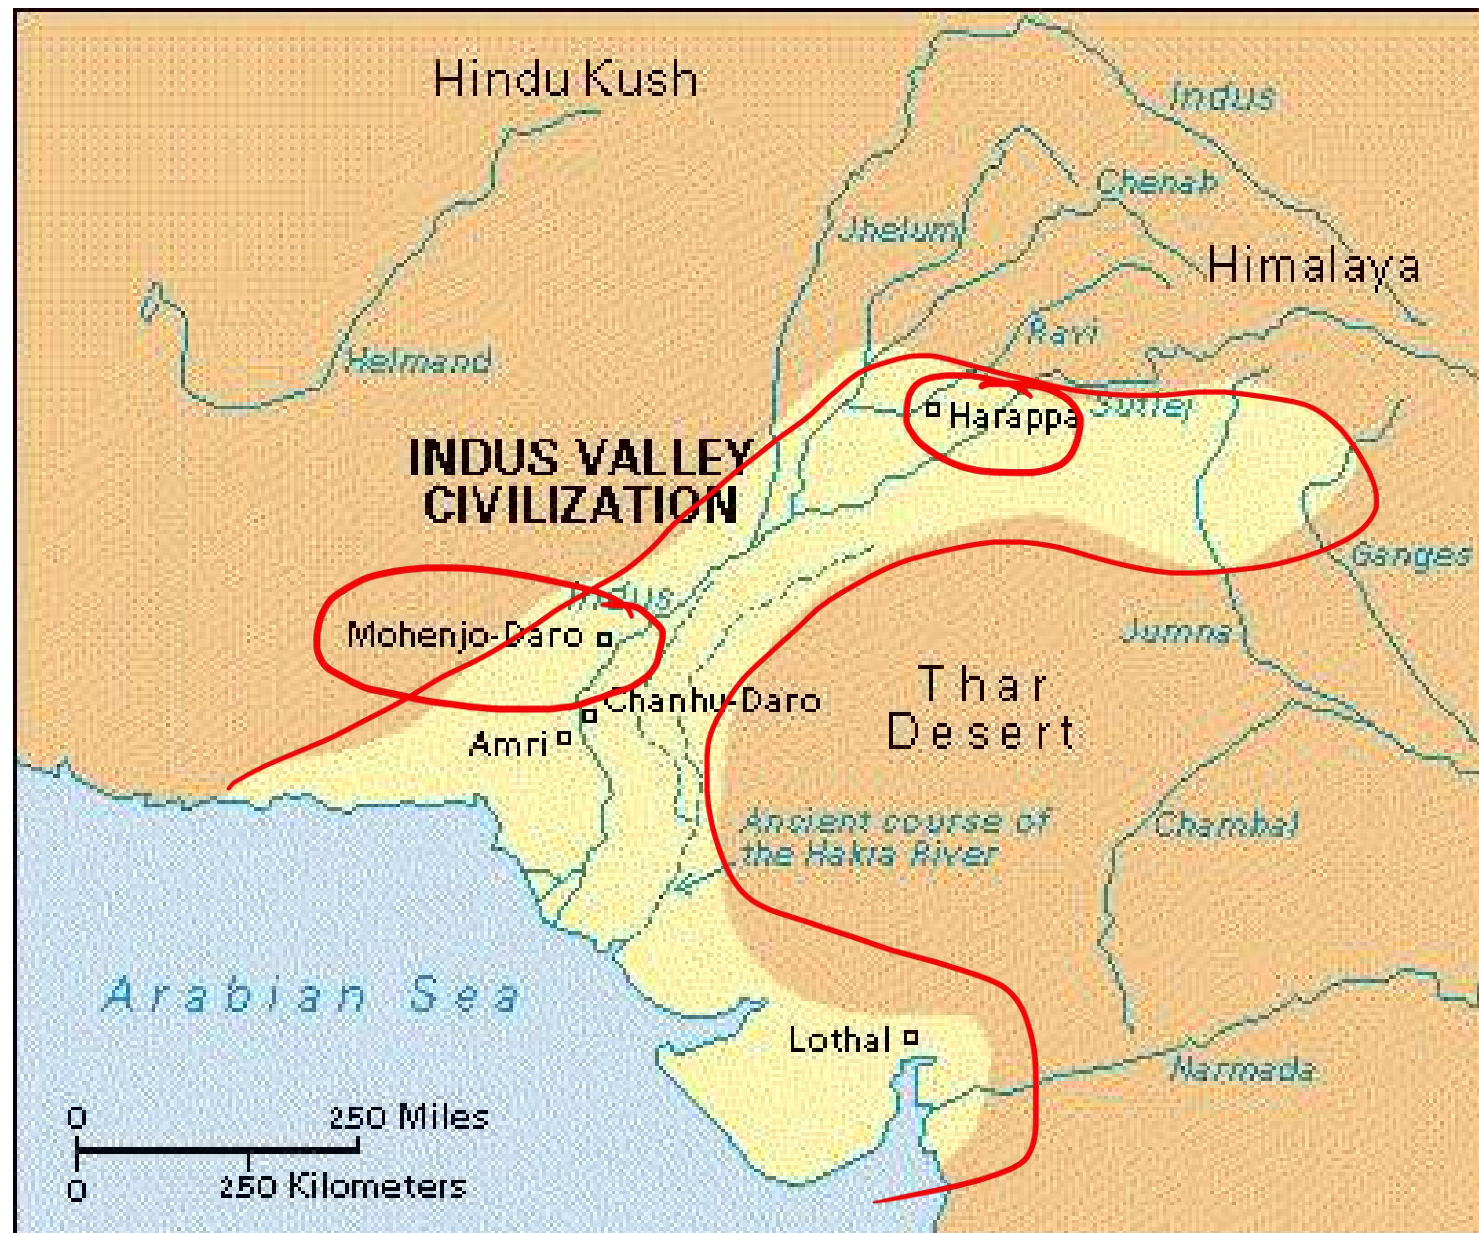 Hindu Kush
Indus
Chenab
Jhelum
Himalaya
Ravi
Helmand
Harappa
Sutlej
INDUS VALLEY
CIVILIZATION
Ganges
Indus
Mohenjo-Daro
Jumna
Chanhu-Daro
Thar
Desert
Amri
Ancient course of
the Hakra River
Chambal
Arabian Sea
Lothal
Narmada
0 250 Miles
0 250 Kilometers